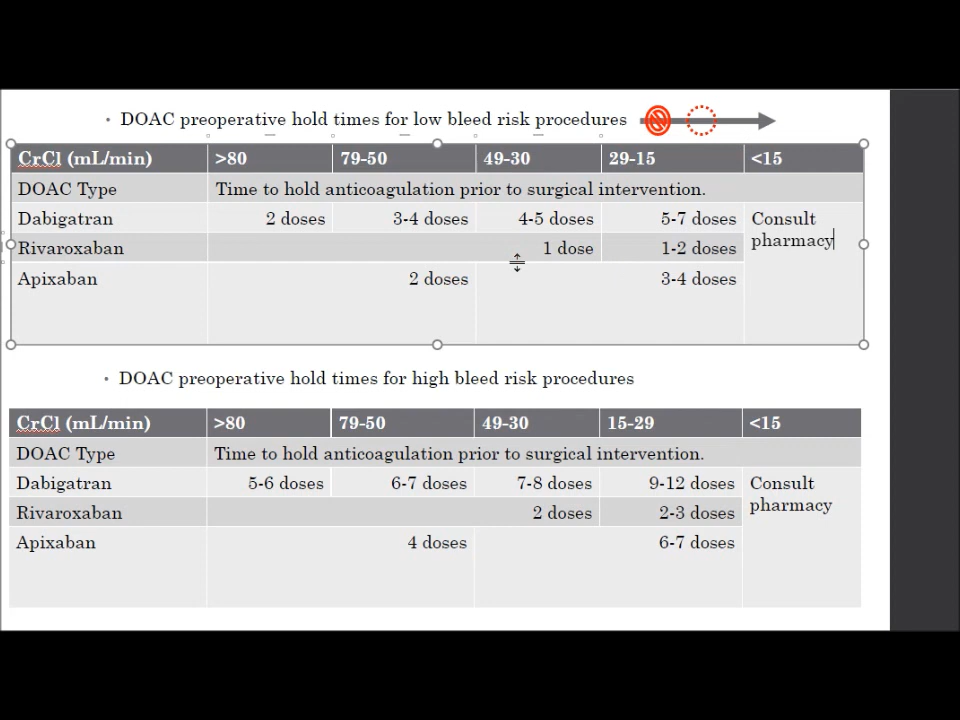 • DOAC preoperative hold times for low bleed risk procedures
CrCl (mL/min) >80 79-50 49-30 29-15 <15
DOAC Type Time to hold anticoagulation prior to surgical intervention.
Dabigatran 2 doses 3-4 doses 4-5 doses 5-7 doses Consult
pharmacy
Rivaroxaban 1 dose 1-2 doses
Apixaban 2 doses 3-4 doses
• DOAC preoperative hold times for high bleed risk procedures
CrCl (mL/min) >80 79-50 49-30 15-29 <15
DOAC Type Time to hold anticoagulation prior to surgical intervention.
Dabigatran 5-6 doses 6-7 doses 7-8 doses 9-12 doses Consult
pharmacy
Rivaroxaban 2 doses 2-3 doses
Apixaban 4 doses 6-7 doses